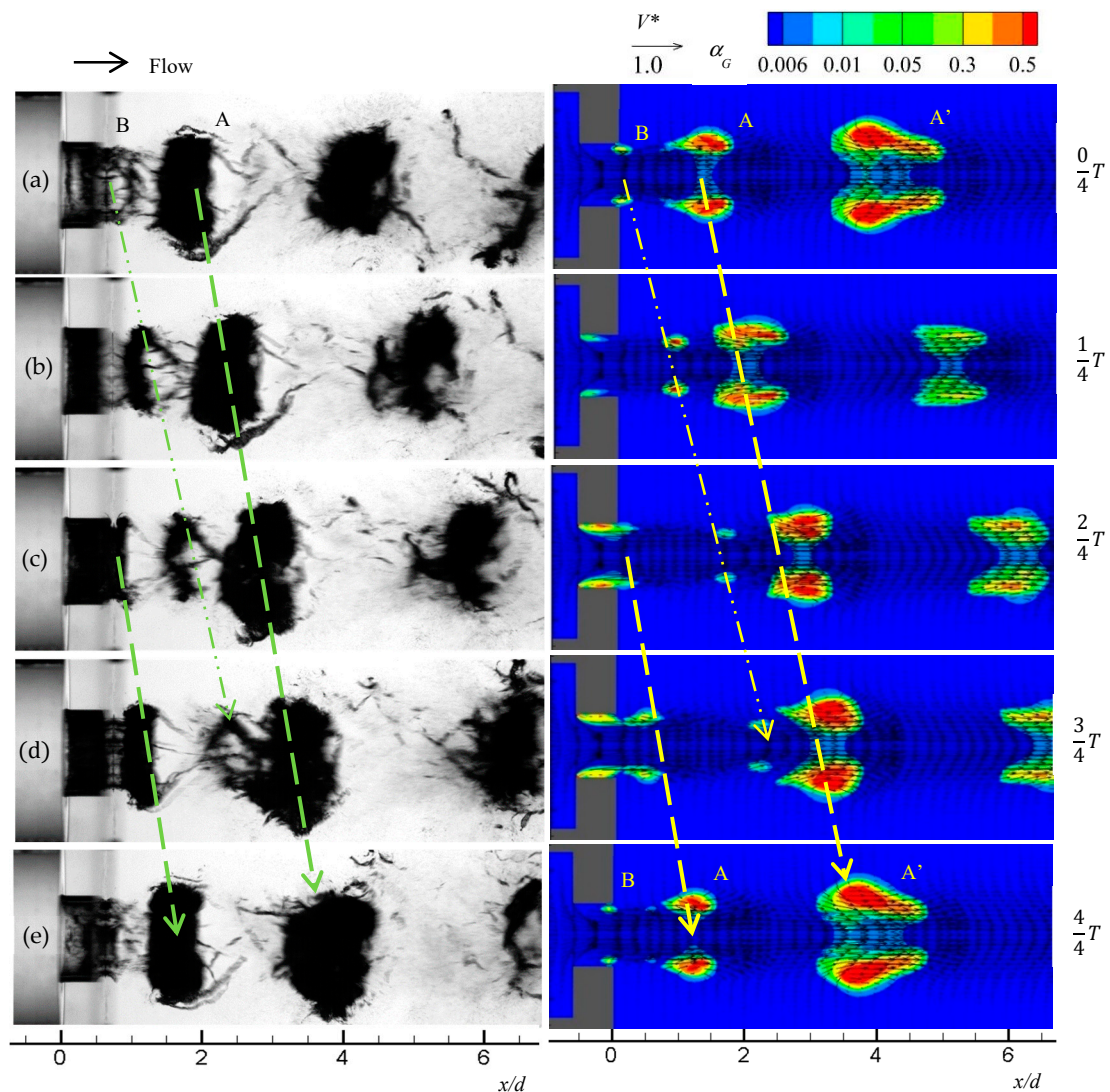 Flow
V*
1.0
α_G
0.006 0.01 0.05 0.3 0.5
B A
B A A'
(a)
0/4 T
(b)
1/4 T
(c)
2/4 T
(d)
3/4 T
B A A'
(e)
4/4 T
0 2 4 6
x/d
0 2 4 6
x/d